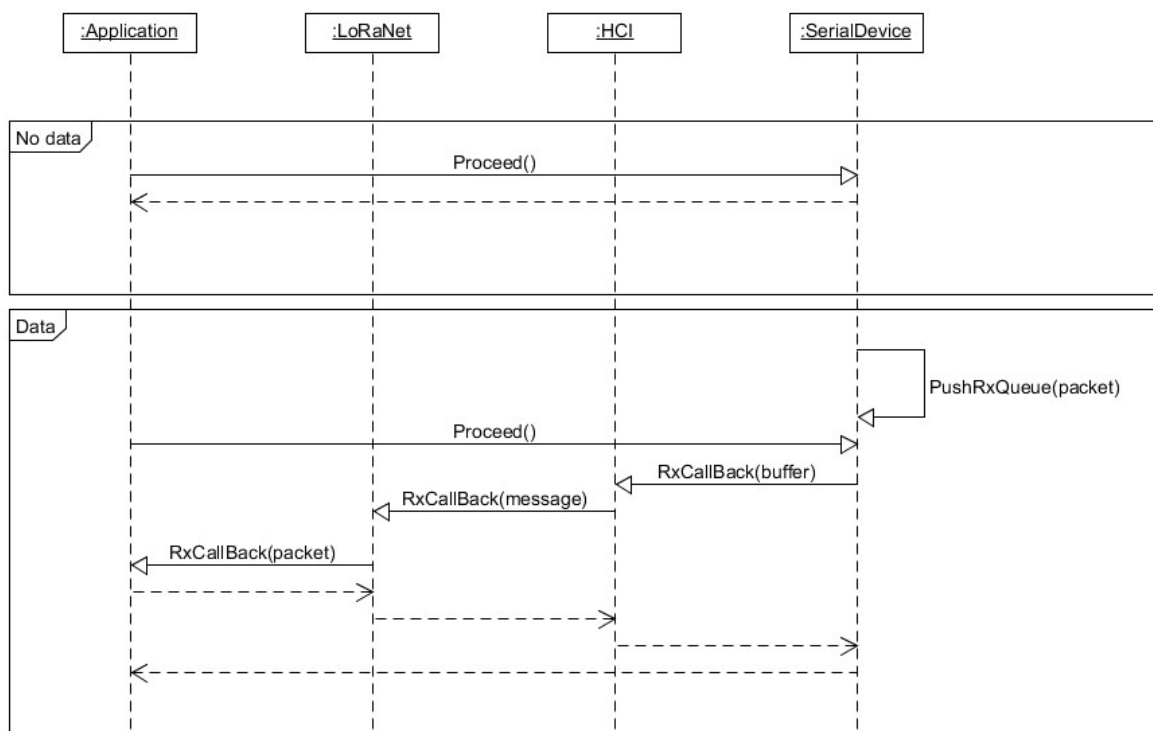 :Application
:LoRaNet
:HCI
:SerialDevice
No data
Proceed()
Data
PushRxQueue(packet)
Proceed()
RxCallBack(buffer)
RxCallBack(message)
RxCallBack(packet)